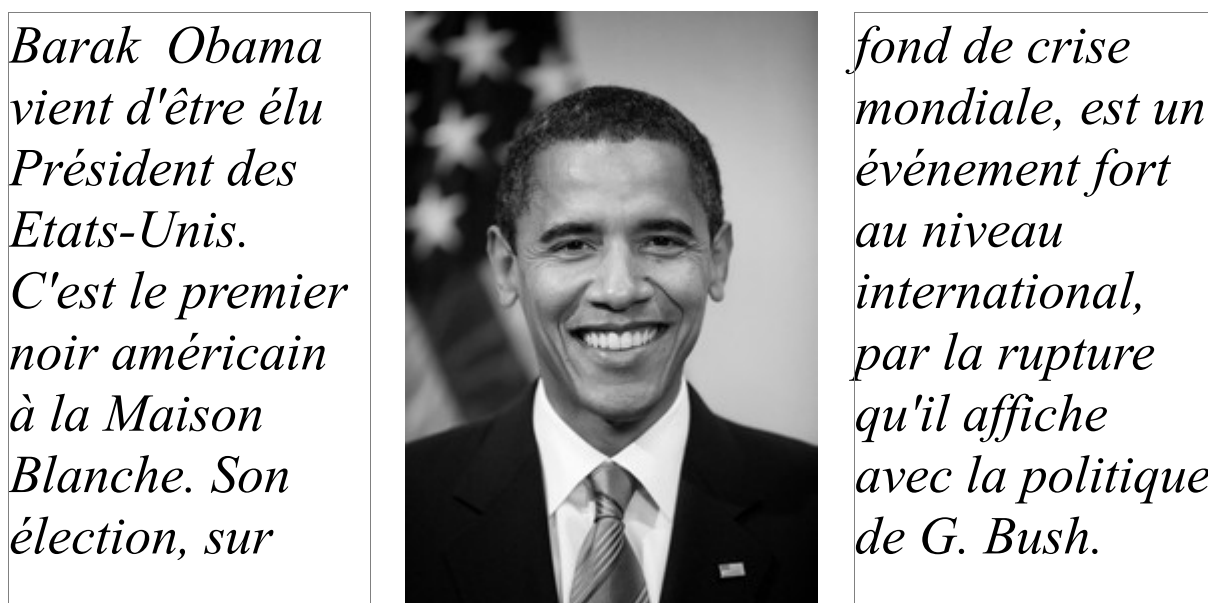 Barak  Obama
vient d'être élu
Président des
Etats-Unis.
C'est le premier
noir américain
à la Maison
Blanche. Son
élection, sur
fond de crise
mondiale, est un
événement fort
au niveau
international,
par la rupture
qu'il affiche
avec la politique
de G. Bush.